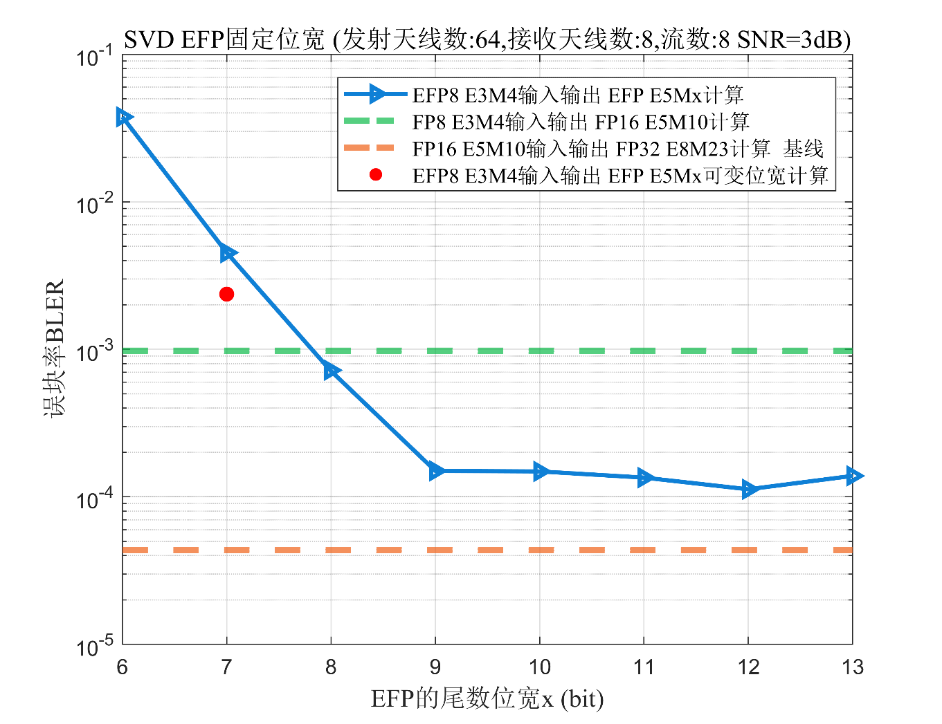 SVD EFP固定位宽 (发射天线数:64,接收天线数:8,流数:8 SNR=3dB)
EFP8 E3M4输入输出 EFP E5Mx计算
FP8 E3M4输入输出 FP16 E5M10计算
FP16 E5M10输入输出 FP32 E8M23计算 基线
EFP8 E3M4输入输出 EFP E5Mx可变位宽计算
误块率BLER
10^-1
10^-2
10^-3
10^-4
10^-5
6 7 8 9 10 11 12 13
EFP的尾数位宽x (bit)